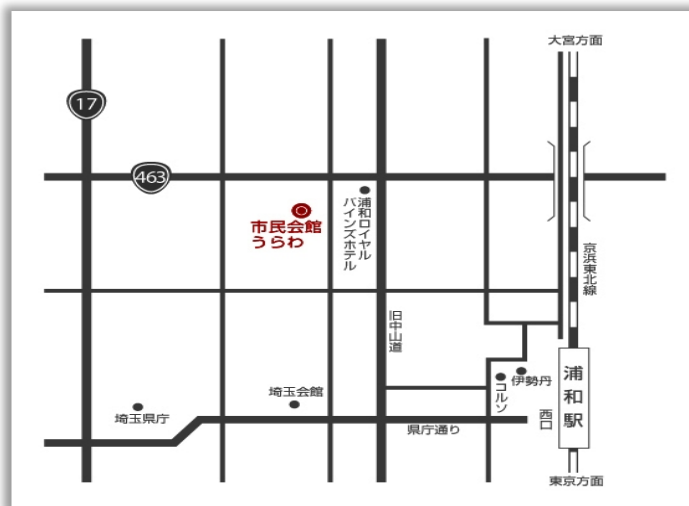 大宮方面
17
463
市民会館
うらわ
浦和ロイヤル
パインズホテル
京浜東北線
旧中山道
伊勢丹
コルソ
浦和駅
西口
埼玉会館
埼玉県庁
県庁通り
東京方面